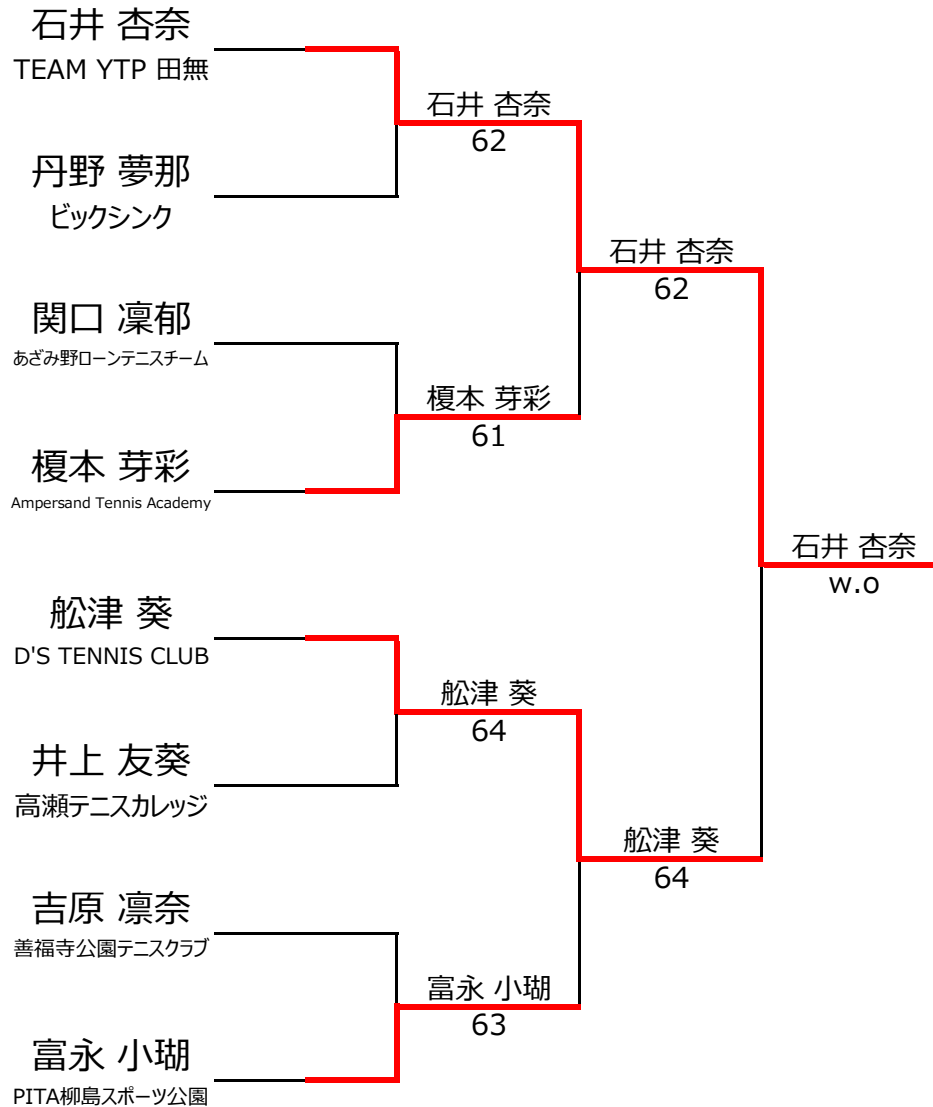 石井 杏奈
TEAM YTP 田無
石井 杏奈
62
丹野 夢那
ビックシンク
石井 杏奈
62
関口 凜郁
あざみ野ローンテニスチーム
榎本 芽彩
61
榎本 芽彩
Ampersand Tennis Academy
石井 杏奈
w.o
舩津 葵
D'S TENNIS CLUB
舩津 葵
64
井上 友葵
高瀬テニスカレッジ
舩津 葵
64
吉原 凛奈
善福寺公園テニスクラブ
富永 小瑚
63
富永 小瑚
PITA柳島スポーツ公園